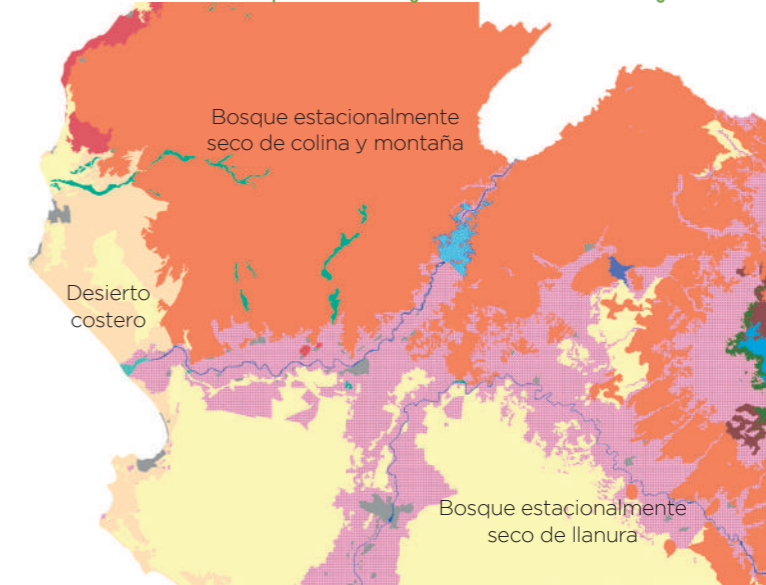 Bosque estacionalmente
seco de colina y montaña
Desierto
costero
Bosque estacionalmente
seco de llanura